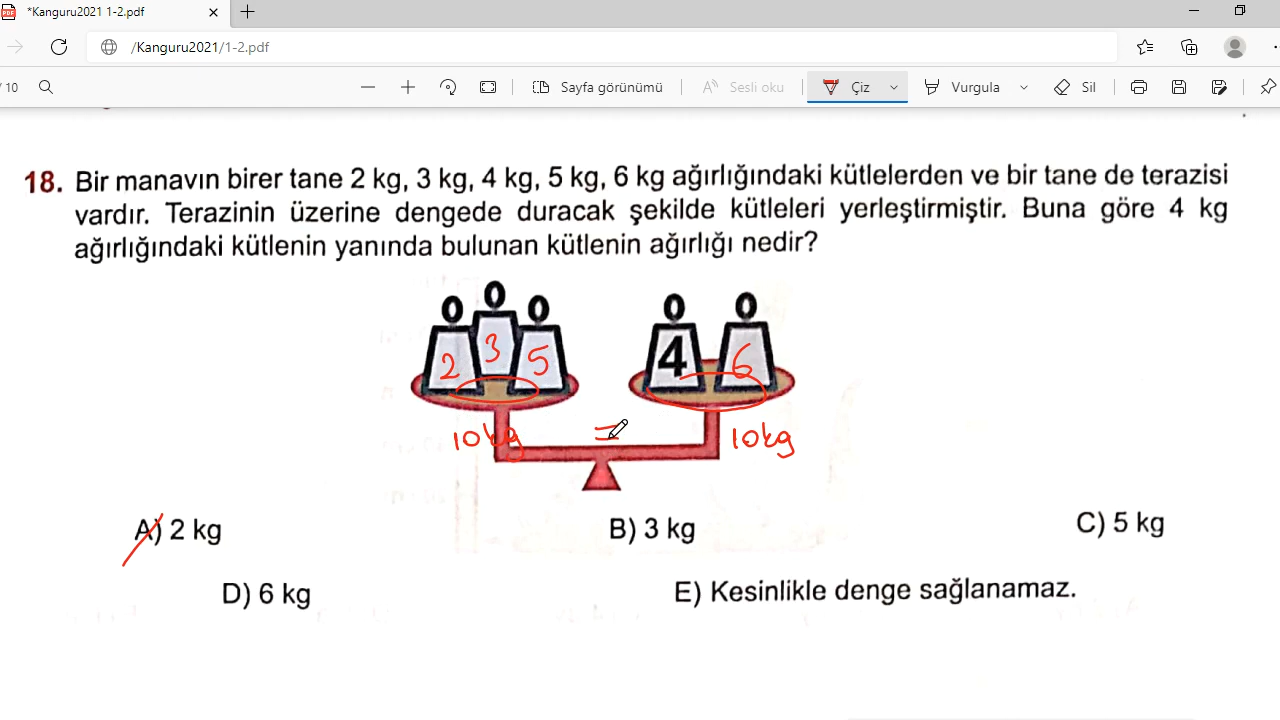 *Kanguru2021 1-2.pdf
/Kanguru2021/1-2.pdf
/ 10
Sayfa görünümü
Sesli oku
Çiz
Vurgula
Sil
18. Bir manavın birer tane 2 kg, 3 kg, 4 kg, 5 kg, 6 kg ağırlığındaki kütlelerden ve bir tane de terazisi
vardır. Terazinin üzerine dengede duracak şekilde kütleleri yerleştirmiştir. Buna göre 4 kg
ağırlığındaki kütlenin yanında bulunan kütlenin ağırlığı nedir?
2 3 5 4 6
10kg = 10kg
A) 2 kg
B) 3 kg
C) 5 kg
D) 6 kg
E) Kesinlikle denge sağlanamaz.